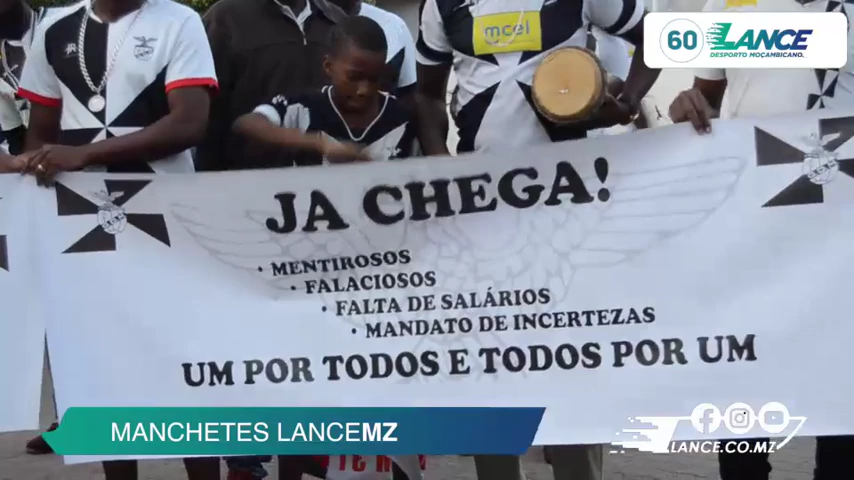 mcel
60 LANCE
DESPORTO MOÇAMBICANO.
JA CHEGA!
• MENTIROSOS
• FALACIOSOS
• FALTA DE SALÁRIOS
• MANDATO DE INCERTEZAS
UM POR TODOS E TODOS POR UM
MANCHETES LANCEMZ
LANCE.CO.MZ